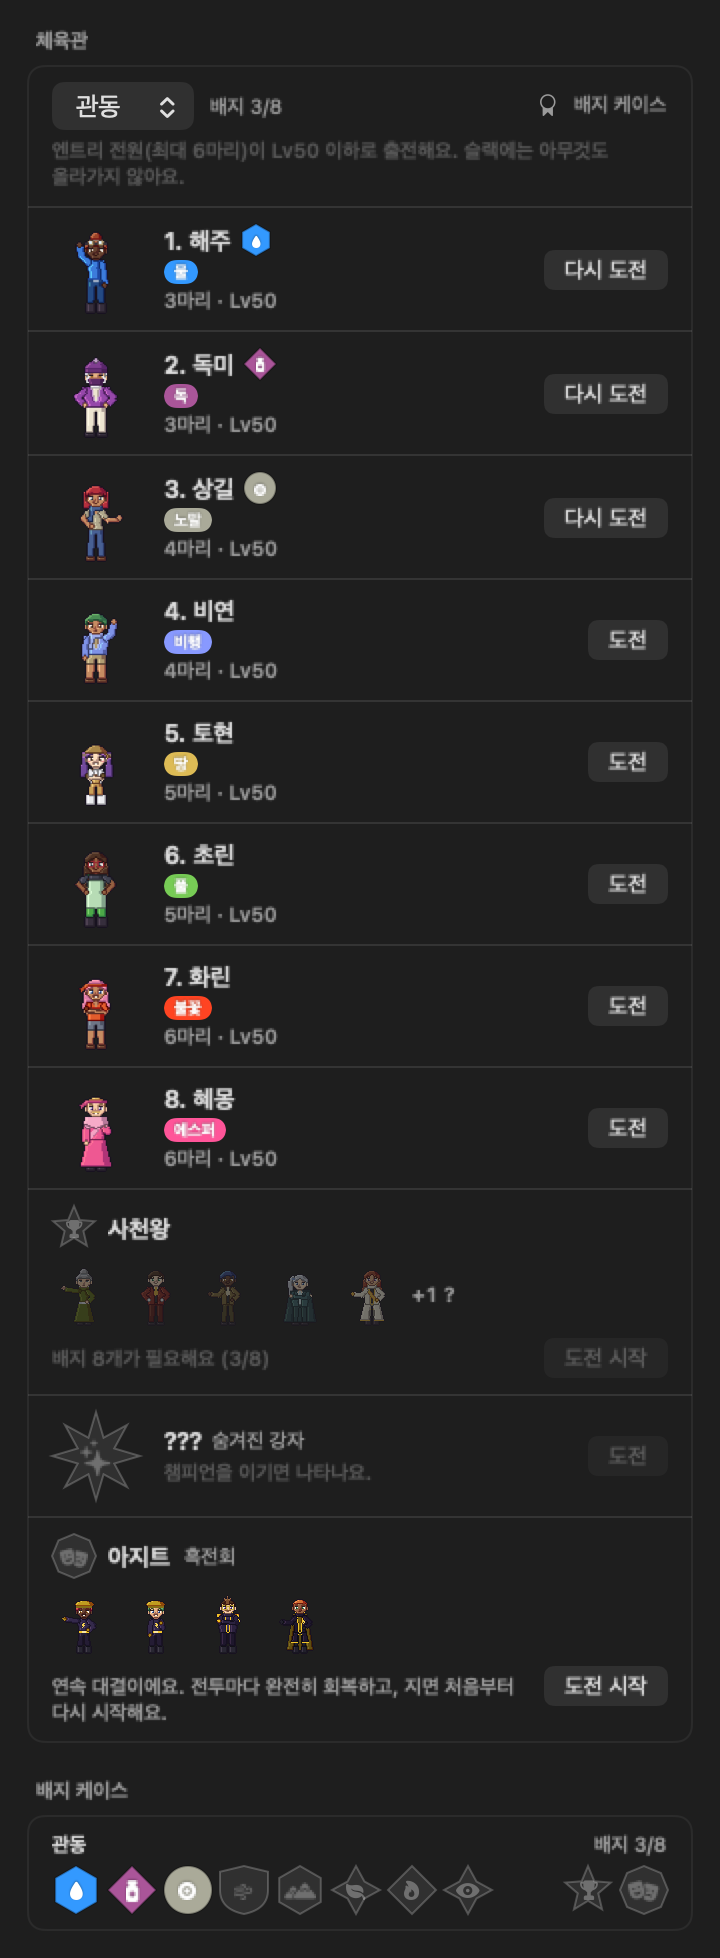 체육관
관동
배지 3/8
배지 케이스
엔트리 전원(최대 6마리)이 Lv50 이하로 출전해요. 슬랙에는 아무것도
올라가지 않아요.
1. 해주
물
3마리 · Lv50
다시 도전
2. 독미
독
3마리 · Lv50
다시 도전
3. 상길
노말
4마리 · Lv50
다시 도전
4. 비연
비행
4마리 · Lv50
도전
5. 토현
땅
5마리 · Lv50
도전
6. 초린
풀
5마리 · Lv50
도전
7. 화린
불꽃
6마리 · Lv50
도전
8. 혜몽
에스퍼
6마리 · Lv50
도전
사천왕
+1 ?
배지 8개가 필요해요 (3/8)
도전 시작
??? 숨겨진 강자
챔피언을 이기면 나타나요.
도전
아지트 흑전회
연속 대결이에요. 전투마다 완전히 회복하고, 지면 처음부터
다시 시작해요.
도전 시작
배지 케이스
관동
배지 3/8